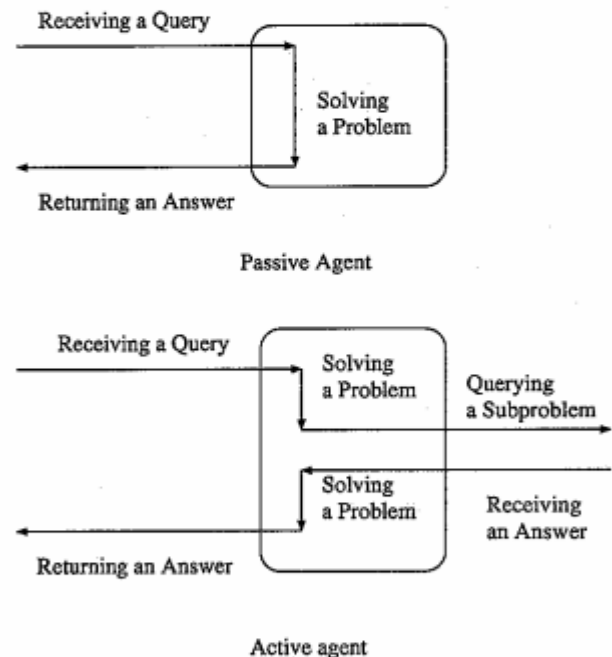 Receiving a Query
Solving
a Problem
Returning an Answer
Passive Agent
Receiving a Query
Solving
a Problem
Querying
a Subproblem
Solving
a Problem
Receiving
an Answer
Returning an Answer
Active agent